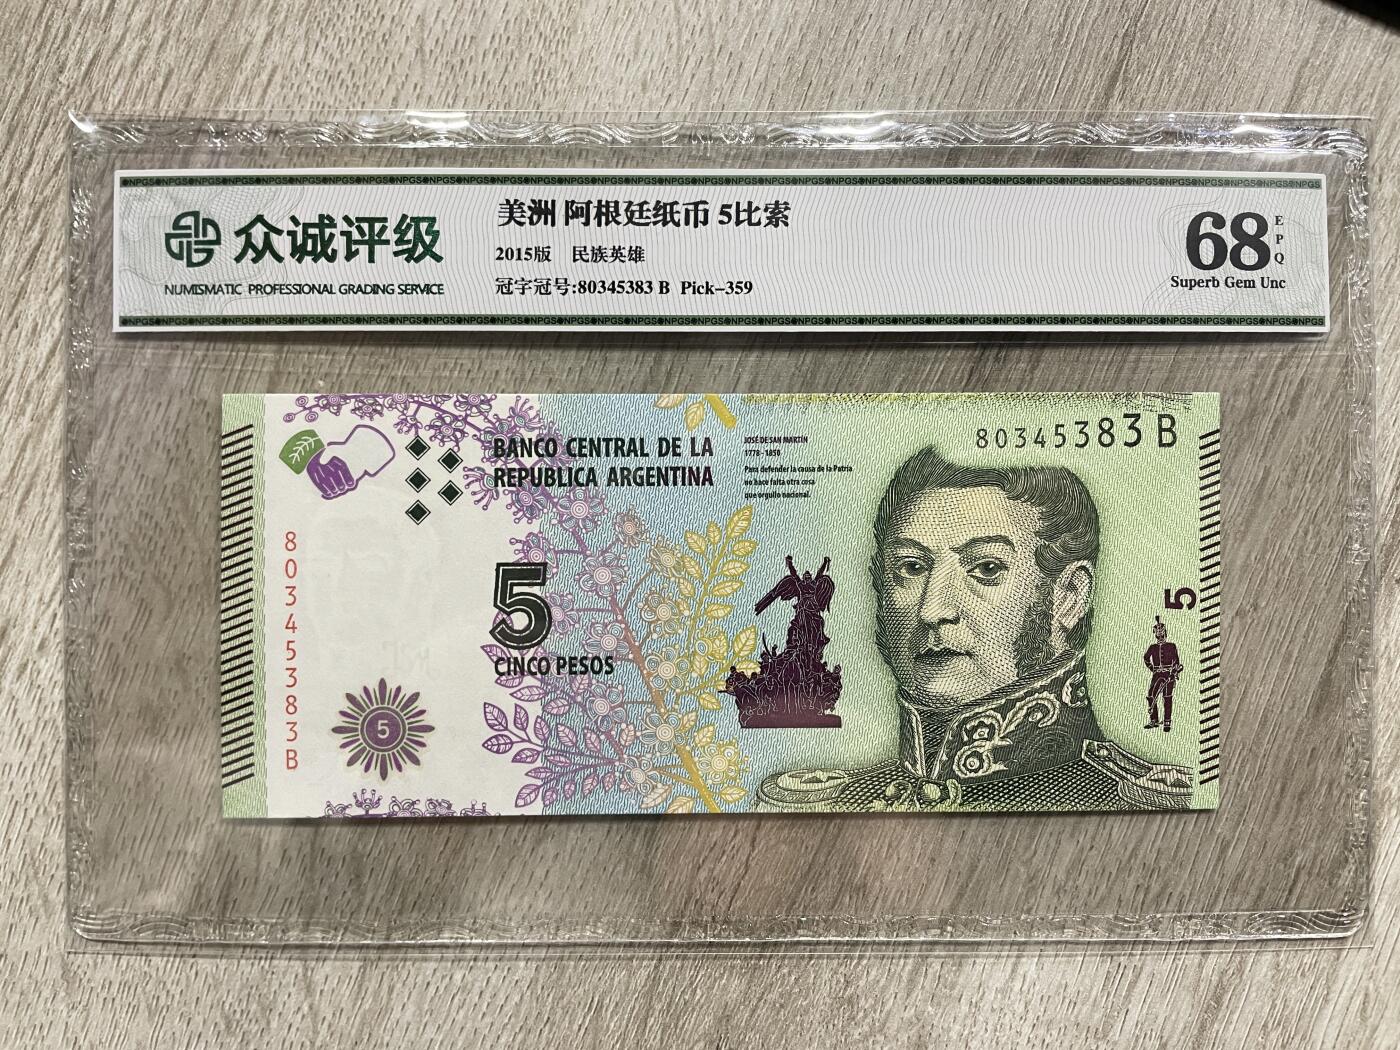 众诚评级
NUMISMATIC PROFESSIONAL GRADING SERVICE
美洲 阿根廷纸币 5比索
2015版 民族英雄
冠字冠号:80345383 B Pick-359
68
EPQ
Superb Gem Unc
BANCO CENTRAL DE LA
REPUBLICA ARGENTINA
JOSÉ DE SAN MARTÍN
1778 - 1850
Para defender la causa de la Patria
no hace falta otra cosa
que orgullo nacional.
80345383 B
80345383B
5
CINCO PESOS
5
5